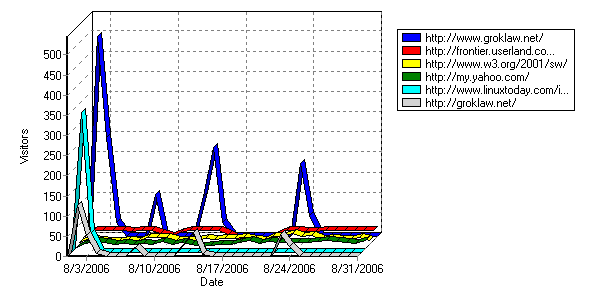 550
500
450
400
350
300
250
200
150
100
50
0
Visitors
8/3/2006 8/10/2006 8/17/2006 8/24/2006 8/31/2006
Date
http://www.groklaw.net/
http://frontier.userland.co...
http://www.w3.org/2001/sw/
http://my.yahoo.com/
http://www.linuxtoday.com/i...
http://groklaw.net/